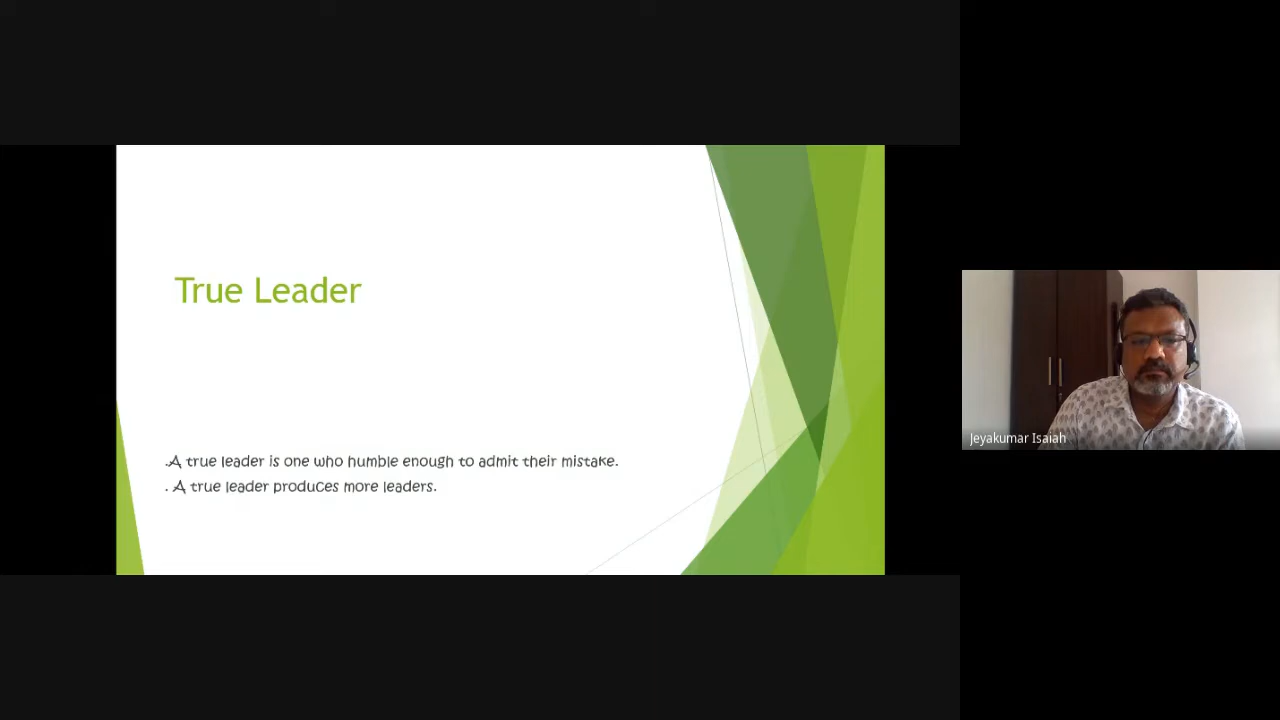 True Leader
.A true leader is one who humble enough to admit their mistake.
. A true leader produces more leaders.
Jeyakumar Isaiah